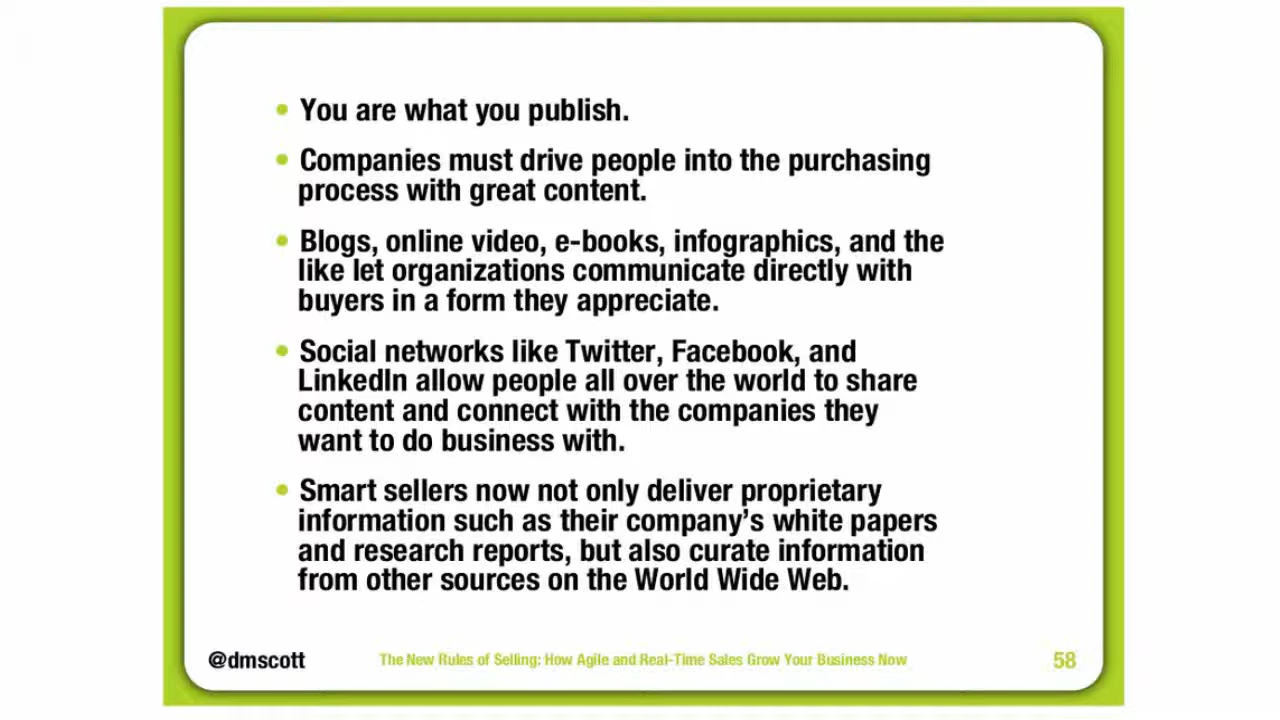 • You are what you publish.
• Companies must drive people into the purchasing
process with great content.
• Blogs, online video, e-books, infographics, and the
like let organizations communicate directly with
buyers in a form they appreciate.
• Social networks like Twitter, Facebook, and
LinkedIn allow people all over the world to share
content and connect with the companies they
want to do business with.
• Smart sellers now not only deliver proprietary
information such as their company’s white papers
and research reports, but also curate information
from other sources on the World Wide Web.
@dmscott
The New Rules of Selling: How Agile and Real-Time Sales Grow Your Business Now
58